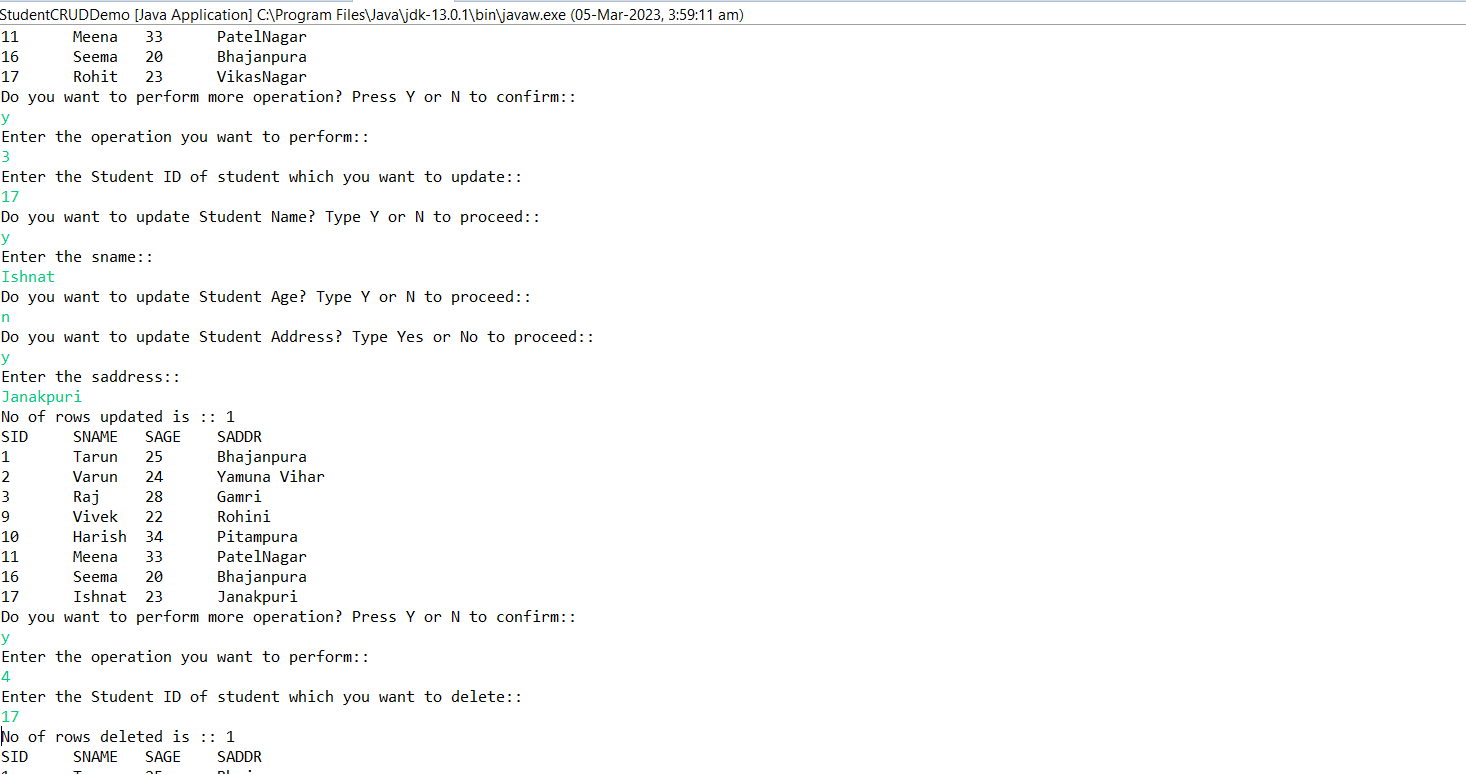 StudentCRUDDemo [Java Application] C:\Program Files\Java\jdk-13.0.1\bin\javaw.exe (05-Mar-2023, 3:59:11 am)
11 Meena 33 PatelNagar
16 Seema 20 Bhajanpura
17 Rohit 23 VikasNagar
Do you want to perform more operation? Press Y or N to confirm::
y
Enter the operation you want to perform::
3
Enter the Student ID of student which you want to update::
17
Do you want to update Student Name? Type Y or N to proceed::
y
Enter the sname::
Ishnat
Do you want to update Student Age? Type Y or N to proceed::
n
Do you want to update Student Address? Type Yes or No to proceed::
y
Enter the saddress::
Janakpuri
No of rows updated is :: 1
SID SNAME SAGE SADDR
1 Tarun 25 Bhajanpura
2 Varun 24 Yamuna Vihar
3 Raj 28 Gamri
9 Vivek 22 Rohini
10 Harish 34 Pitampura
11 Meena 33 PatelNagar
16 Seema 20 Bhajanpura
17 Ishnat 23 Janakpuri
Do you want to perform more operation? Press Y or N to confirm::
y
Enter the operation you want to perform::
4
Enter the Student ID of student which you want to delete::
17
No of rows deleted is :: 1
SID SNAME SAGE SADDR